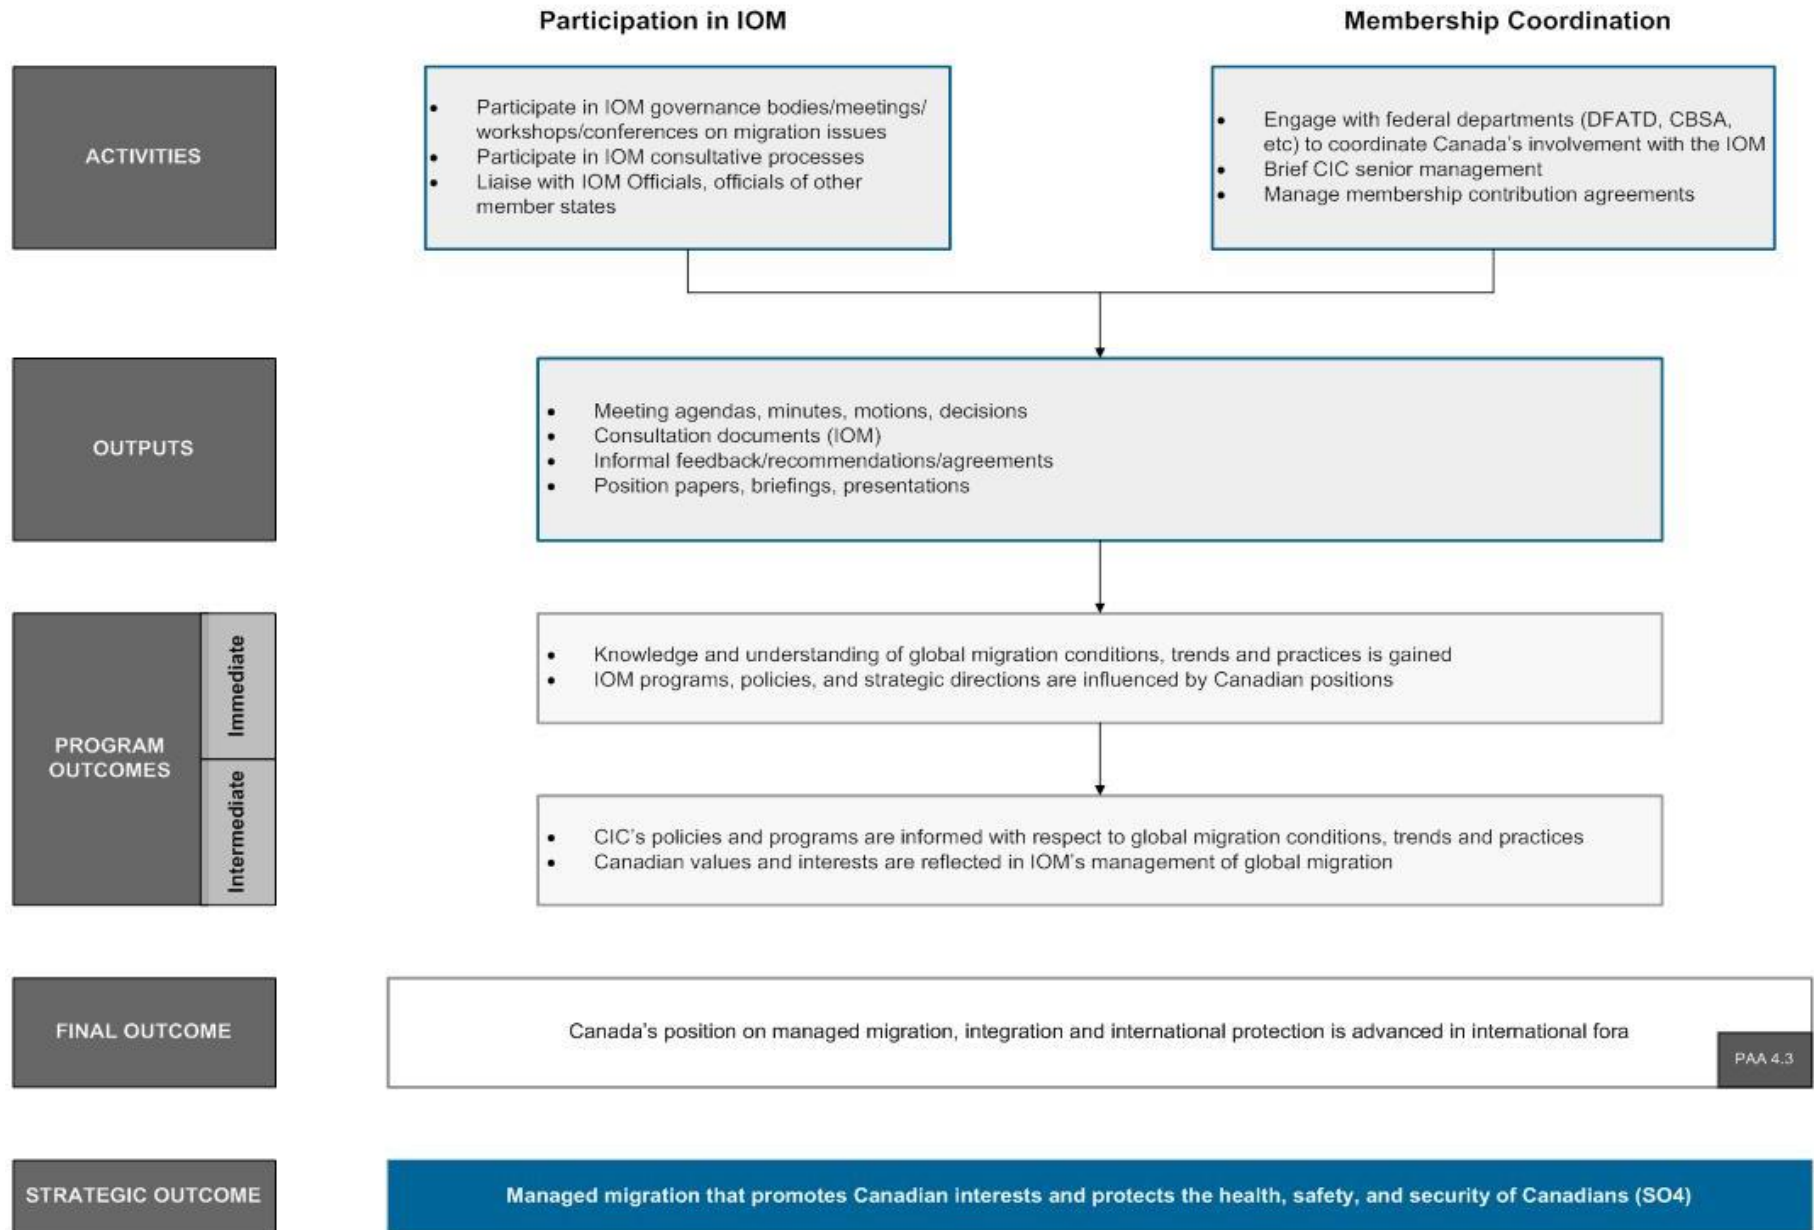 Participation in IOM
Membership Coordination
ACTIVITIES
• Participate in IOM governance bodies/meetings/
workshops/conferences on migration issues
• Participate in IOM consultative processes
• Liaise with IOM Officials, officials of other
member states
• Engage with federal departments (DFATD, CBSA,
etc) to coordinate Canada's involvement with the IOM
• Brief CIC senior management
• Manage membership contribution agreements
OUTPUTS
• Meeting agendas, minutes, motions, decisions
• Consultation documents (IOM)
• Informal feedback/recommendations/agreements
• Position papers, briefings, presentations
PROGRAM
OUTCOMES
Immediate
• Knowledge and understanding of global migration conditions, trends and practices is gained
• IOM programs, policies, and strategic directions are influenced by Canadian positions
Intermediate
• CIC's policies and programs are informed with respect to global migration conditions, trends and practices
• Canadian values and interests are reflected in IOM's management of global migration
FINAL OUTCOME
Canada's position on managed migration, integration and international protection is advanced in international fora
PAA 4.3
STRATEGIC OUTCOME
Managed migration that promotes Canadian interests and protects the health, safety, and security of Canadians (SO4)